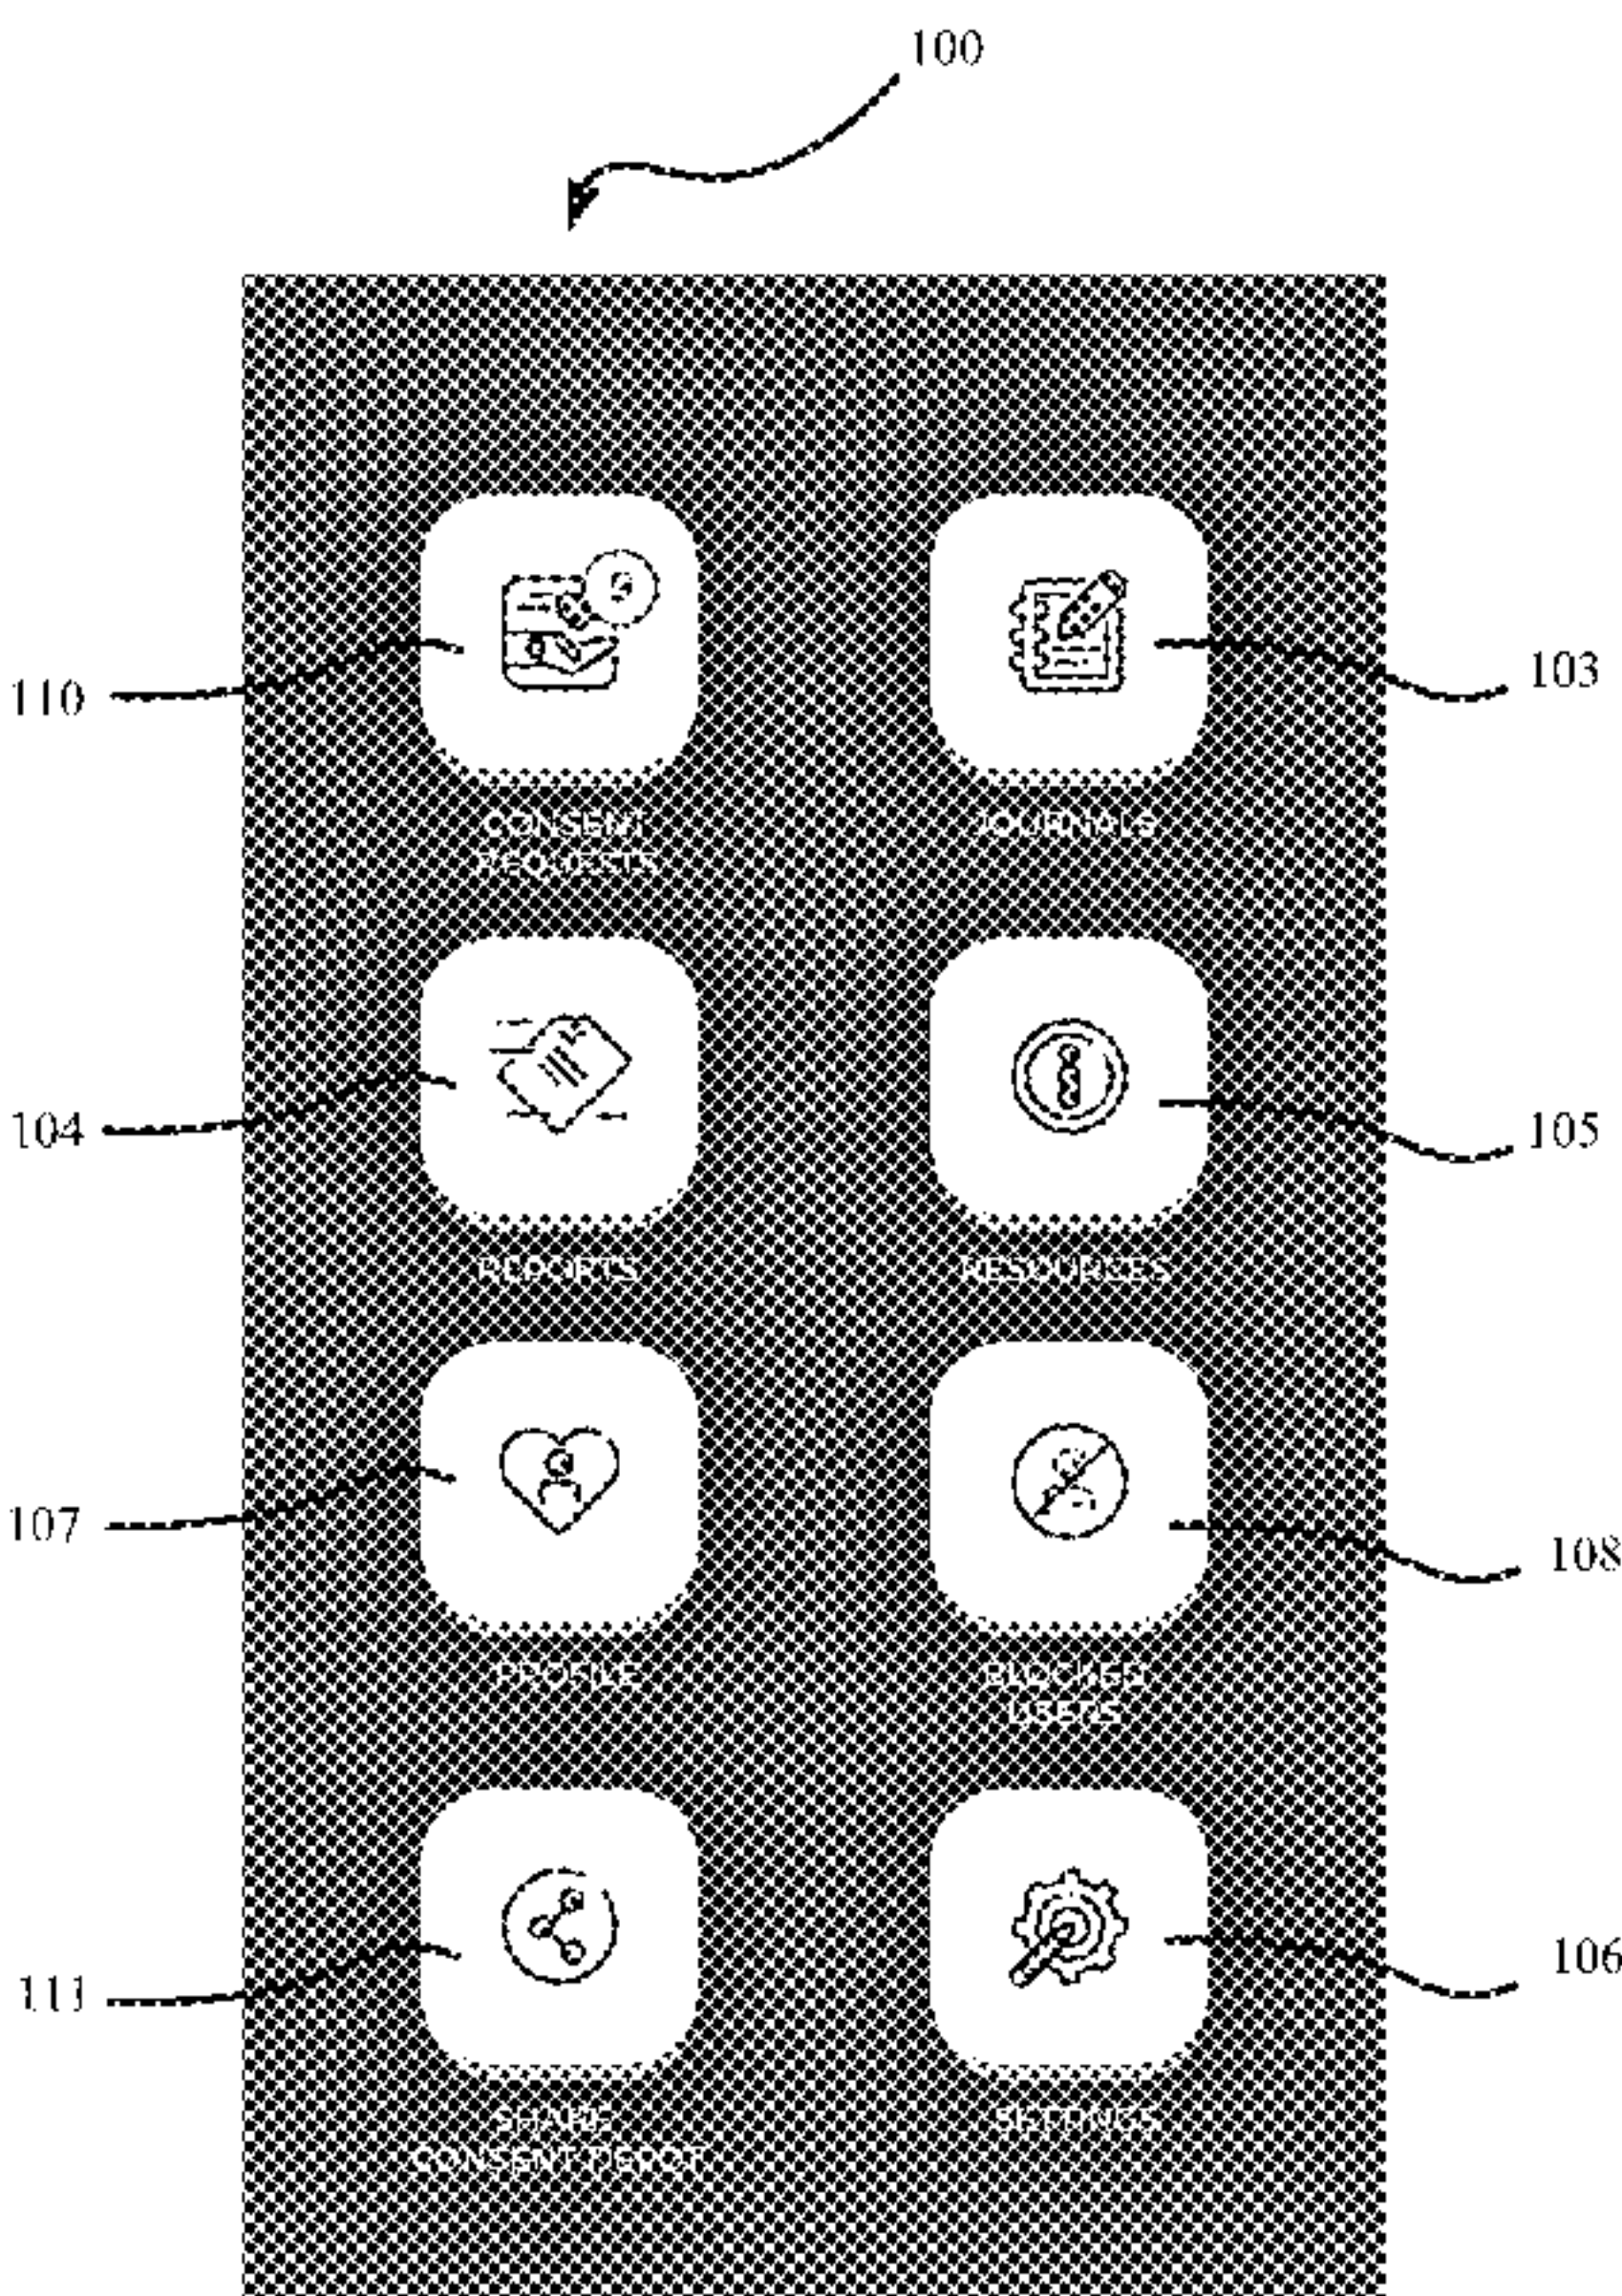 100
110
103
CONSENT
REQUESTS
JOURNALS
104
105
REPORTS
RESOURCES
107
108
PROFILE
BLOCKED
USERS
111
106
SHARE
CONSENT DEPOT
SETTINGS